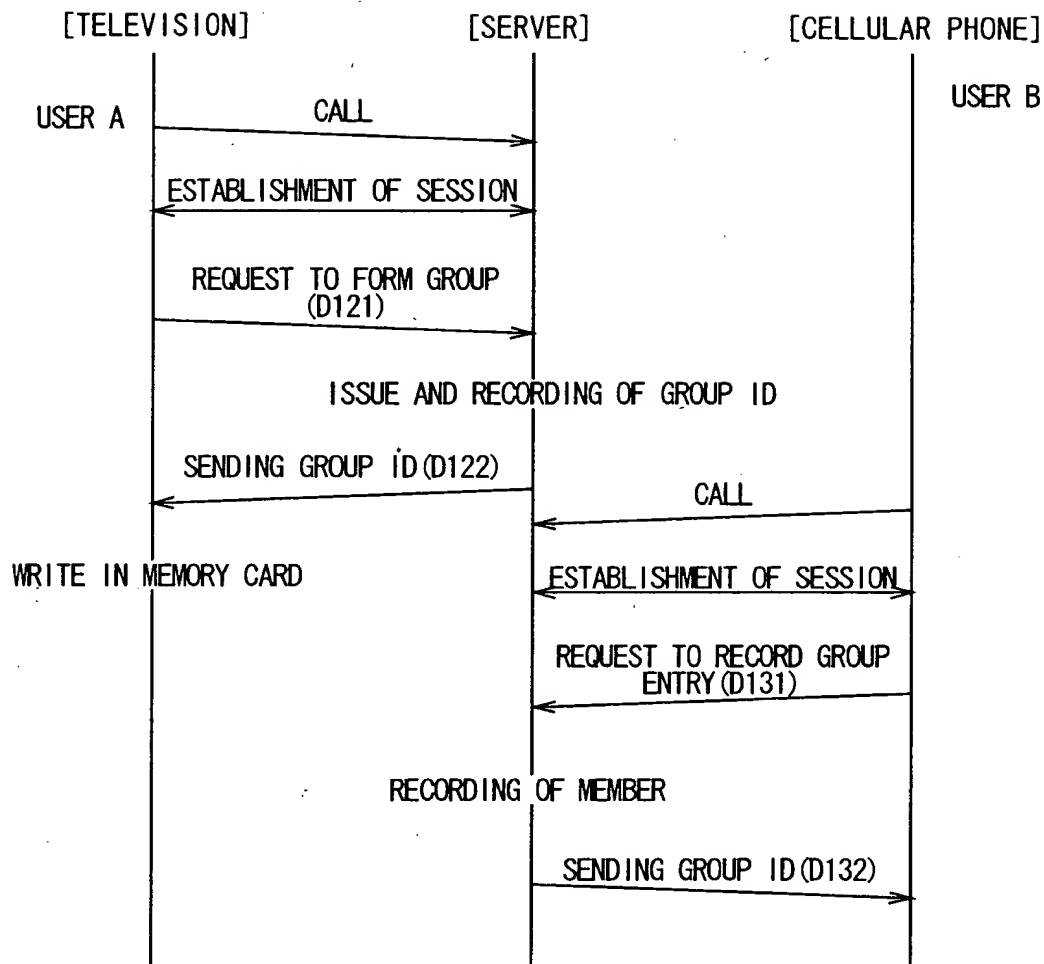 [TELEVISION] [SERVER] [CELLULAR PHONE]
USER A
USER B
CALL
ESTABLISHMENT OF SESSION
REQUEST TO FORM GROUP
(D121)
ISSUE AND RECORDING OF GROUP ID
SENDING GROUP ID(D122)
CALL
WRITE IN MEMORY CARD
ESTABLISHMENT OF SESSION
REQUEST TO RECORD GROUP
ENTRY(D131)
RECORDING OF MEMBER
SENDING GROUP ID(D132)